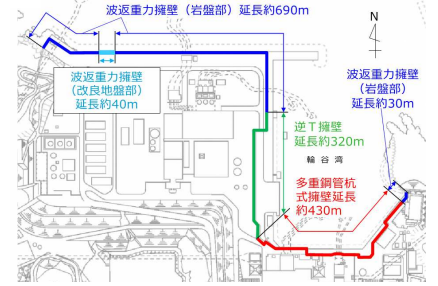 波返重力擁壁（岩盤部）延長約690m
N
波返重力擁壁
（改良地盤部）
延長約40m
波返重力擁壁
（岩盤部）
延長約30m
逆T擁壁
延長約320m
輪谷湾
多重鋼管杭
式擁壁延長
約430m